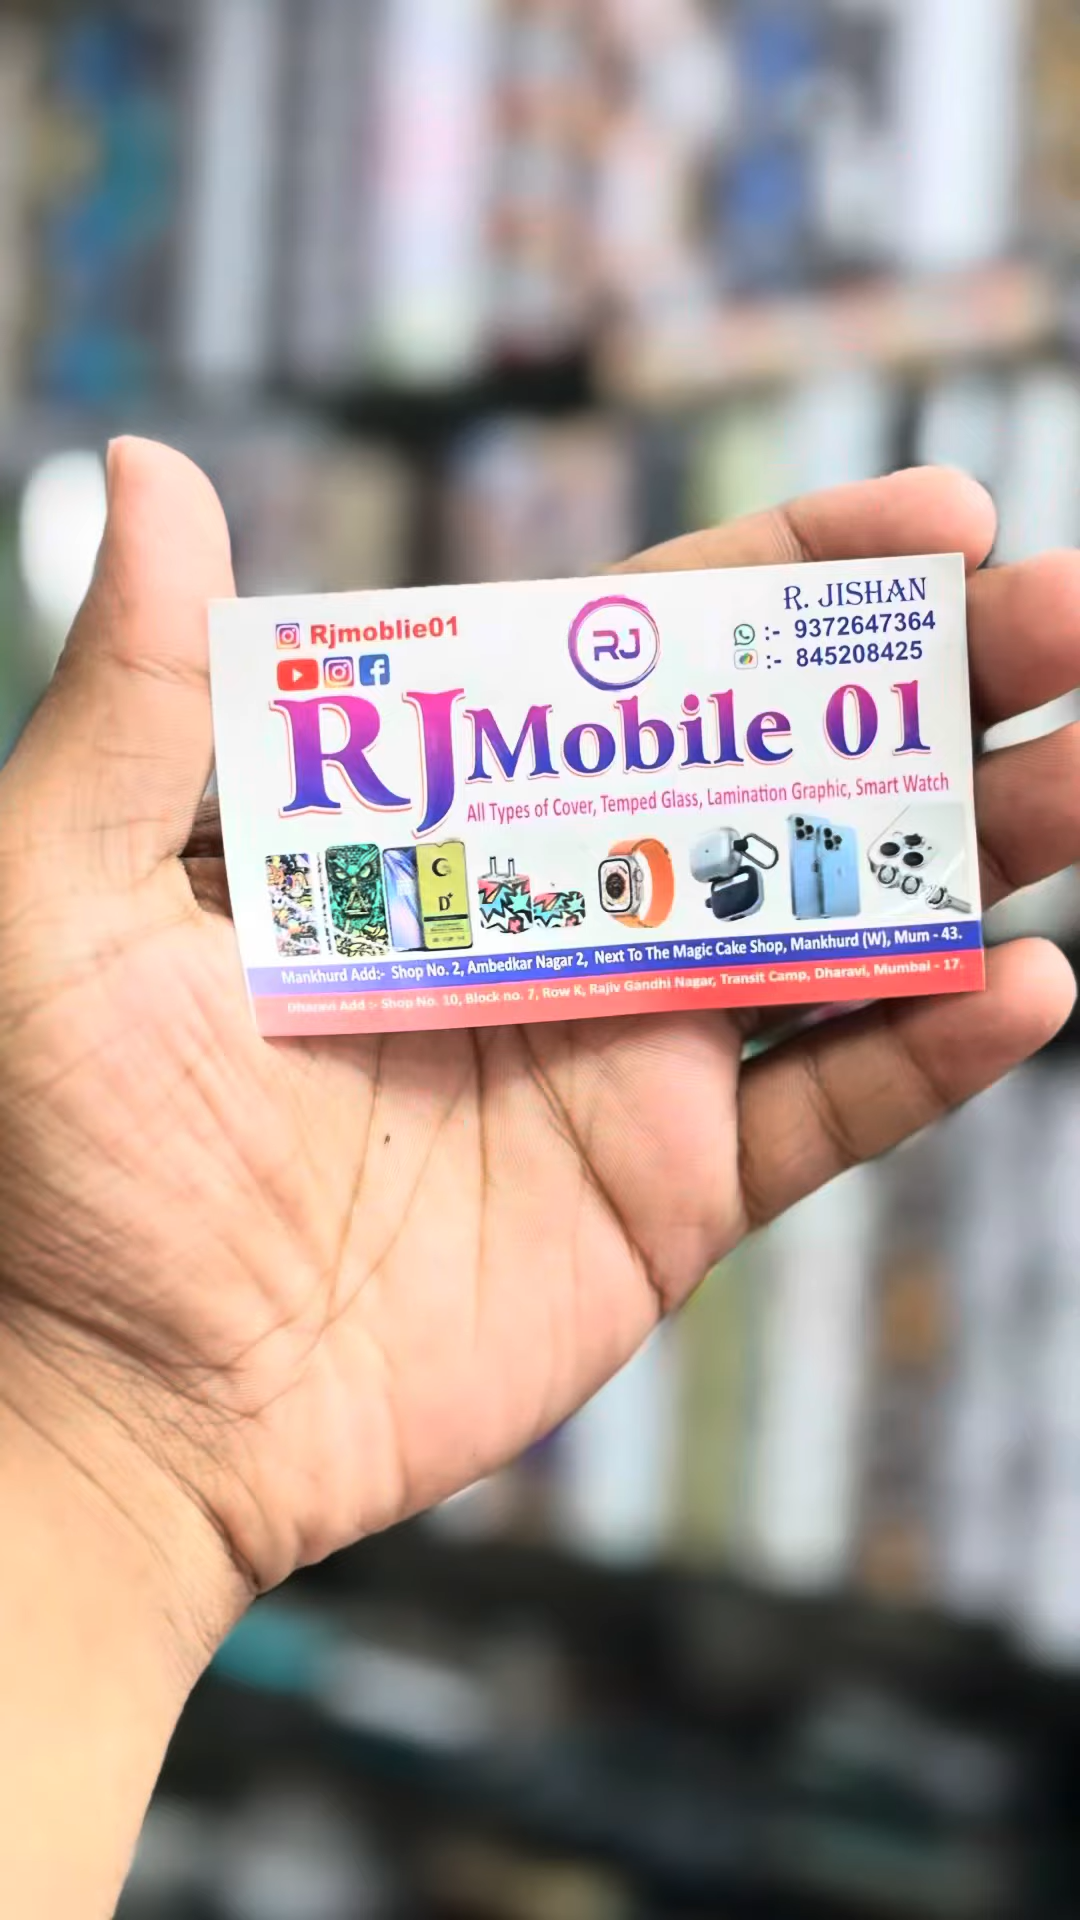 Rjmoblie01
RJ
R. JISHAN
:- 9372647364
:- 845208425
RJ Mobile 01
All Types of Cover, Temped Glass, Lamination Graphic, Smart Watch
C
D+
Mankhurd Add:- Shop No. 2, Ambedkar Nagar 2, Next To The Magic Cake Shop, Mankhurd (W), Mum - 43.
Dharavi Add :- Shop No. 10, Block no. 7, Row K, Rajiv Gandhi Nagar, Transit Camp, Dharavi, Mumbai - 17.